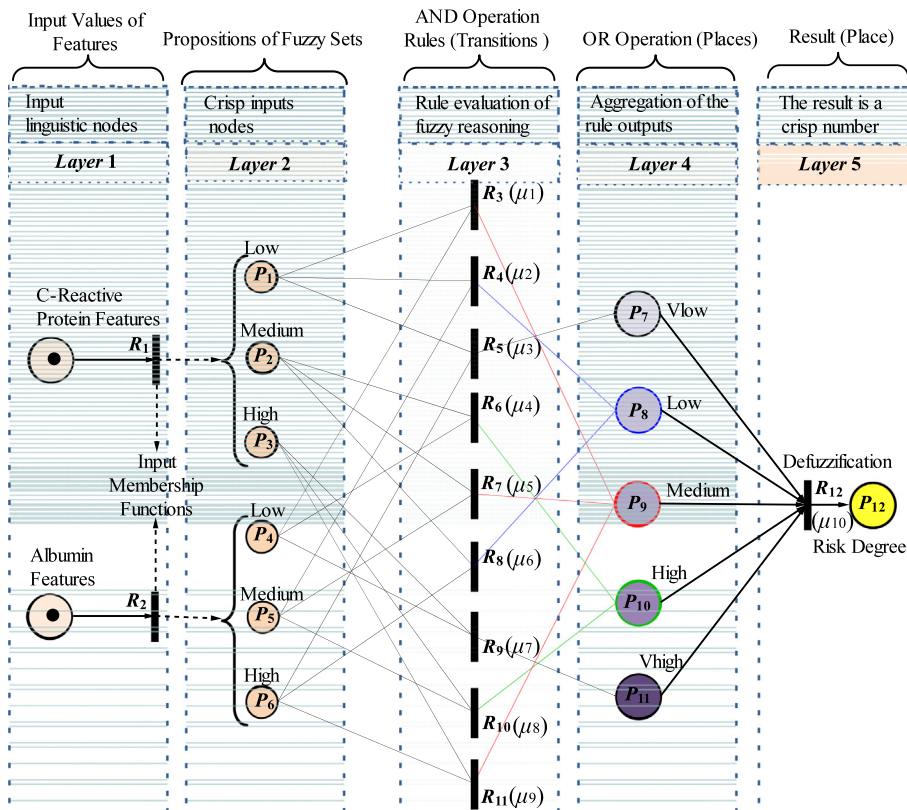 Input Values of
Features
Propositions of Fuzzy Sets
AND Operation
Rules (Transitions )
OR Operation (Places)
Result (Place)
Input
linguistic nodes
Crisp inputs
nodes
Rule evaluation of
fuzzy reasoning
Aggregation of the
rule outputs
The result is a
crisp number
Layer 1
Layer 2
Layer 3
Layer 4
Layer 5
C-Reactive
Protein Features
R1
Input
Membership
Functions
Albumin
Features
R2
Low
P1
Medium
P2
High
P3
Low
P4
Medium
P5
High
P6
R3 (μ1)
R4 (μ2)
R5 (μ3)
R6 (μ4)
R7 (μ5)
R8 (μ6)
R9 (μ7)
R10 (μ8)
R11 (μ9)
P7 Vlow
P8 Low
P9 Medium
High
P10
Vhigh
P11
Defuzzification
R12
(μ10)
P12
Risk Degree